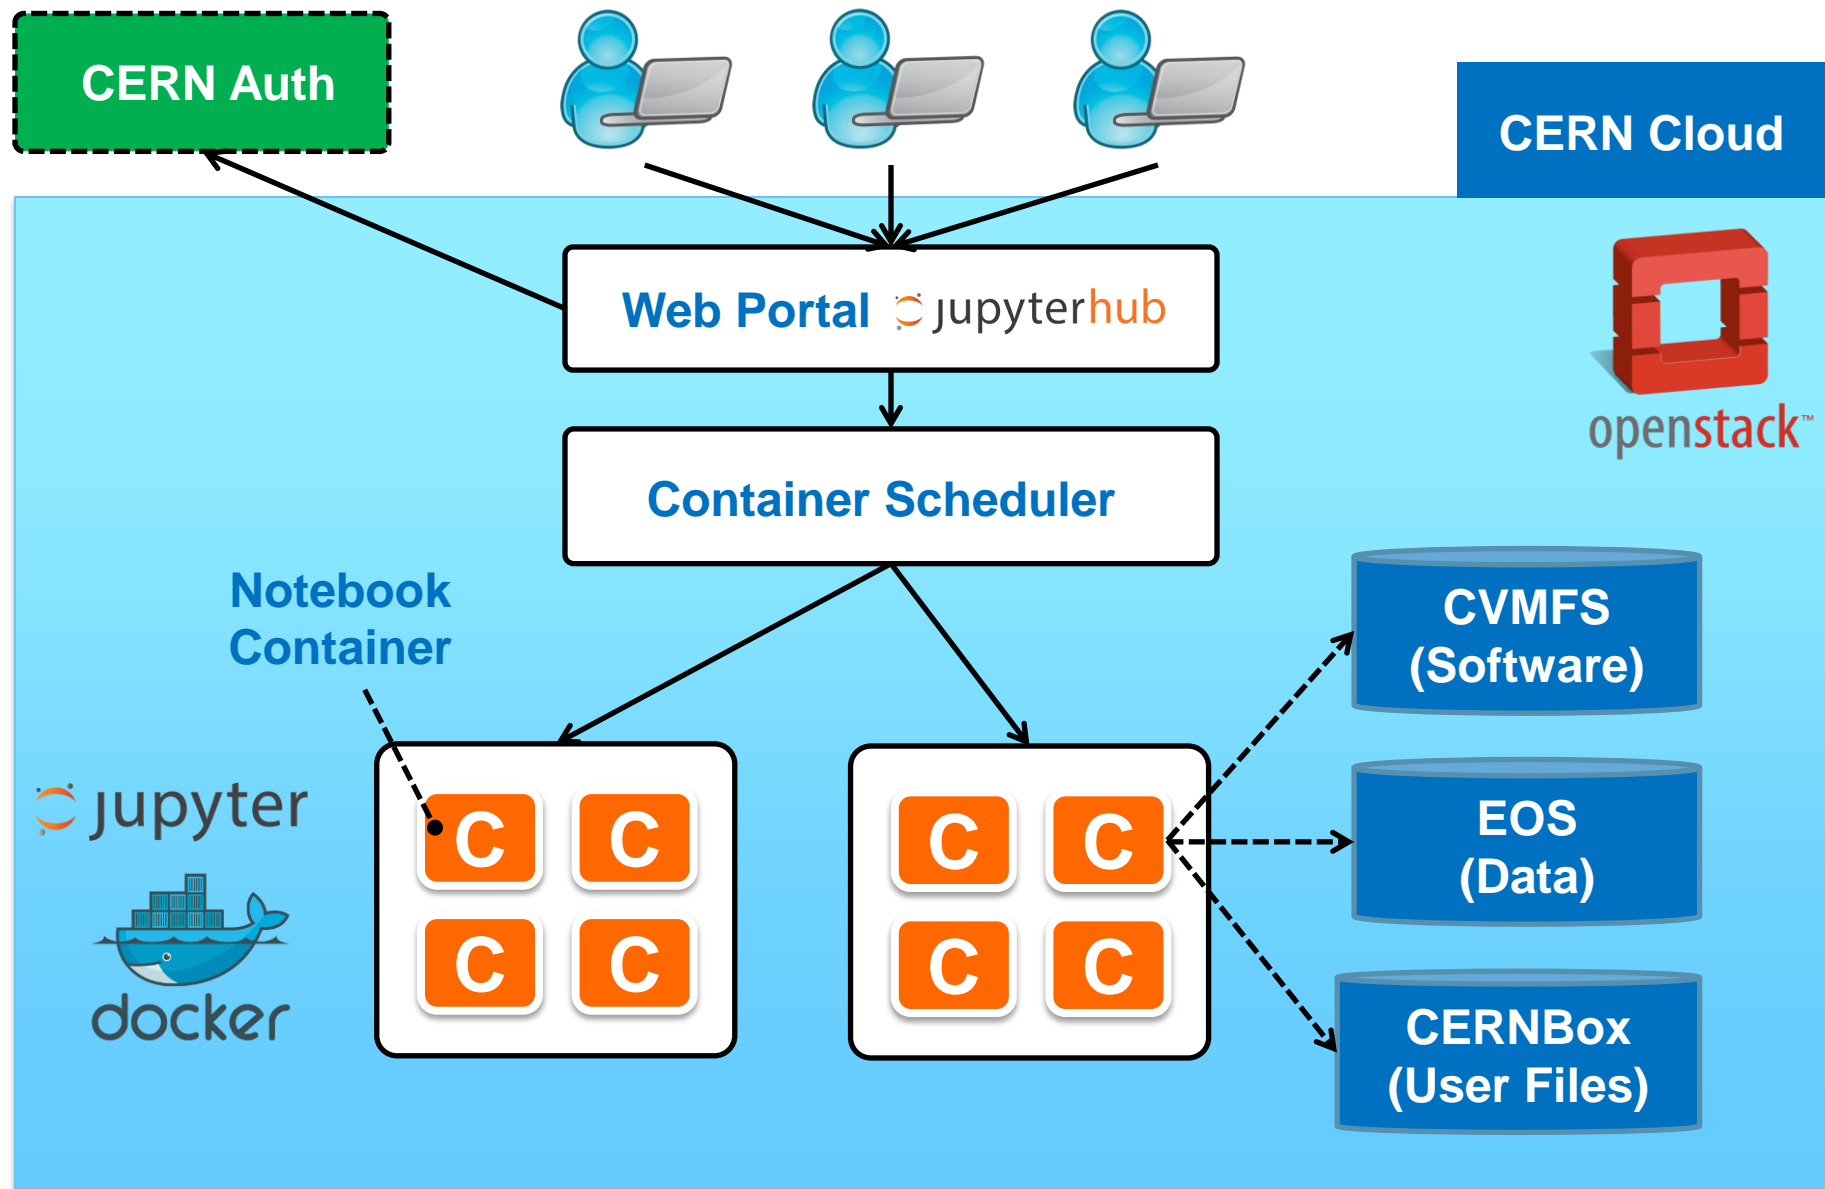 CERN Auth
CERN Cloud
Web Portal jupyterhub
openstack™
Container Scheduler
Notebook
Container
CVMFS
(Software)
jupyter
C C
C C
C C
C C
EOS
(Data)
docker
CERNBox
(User Files)